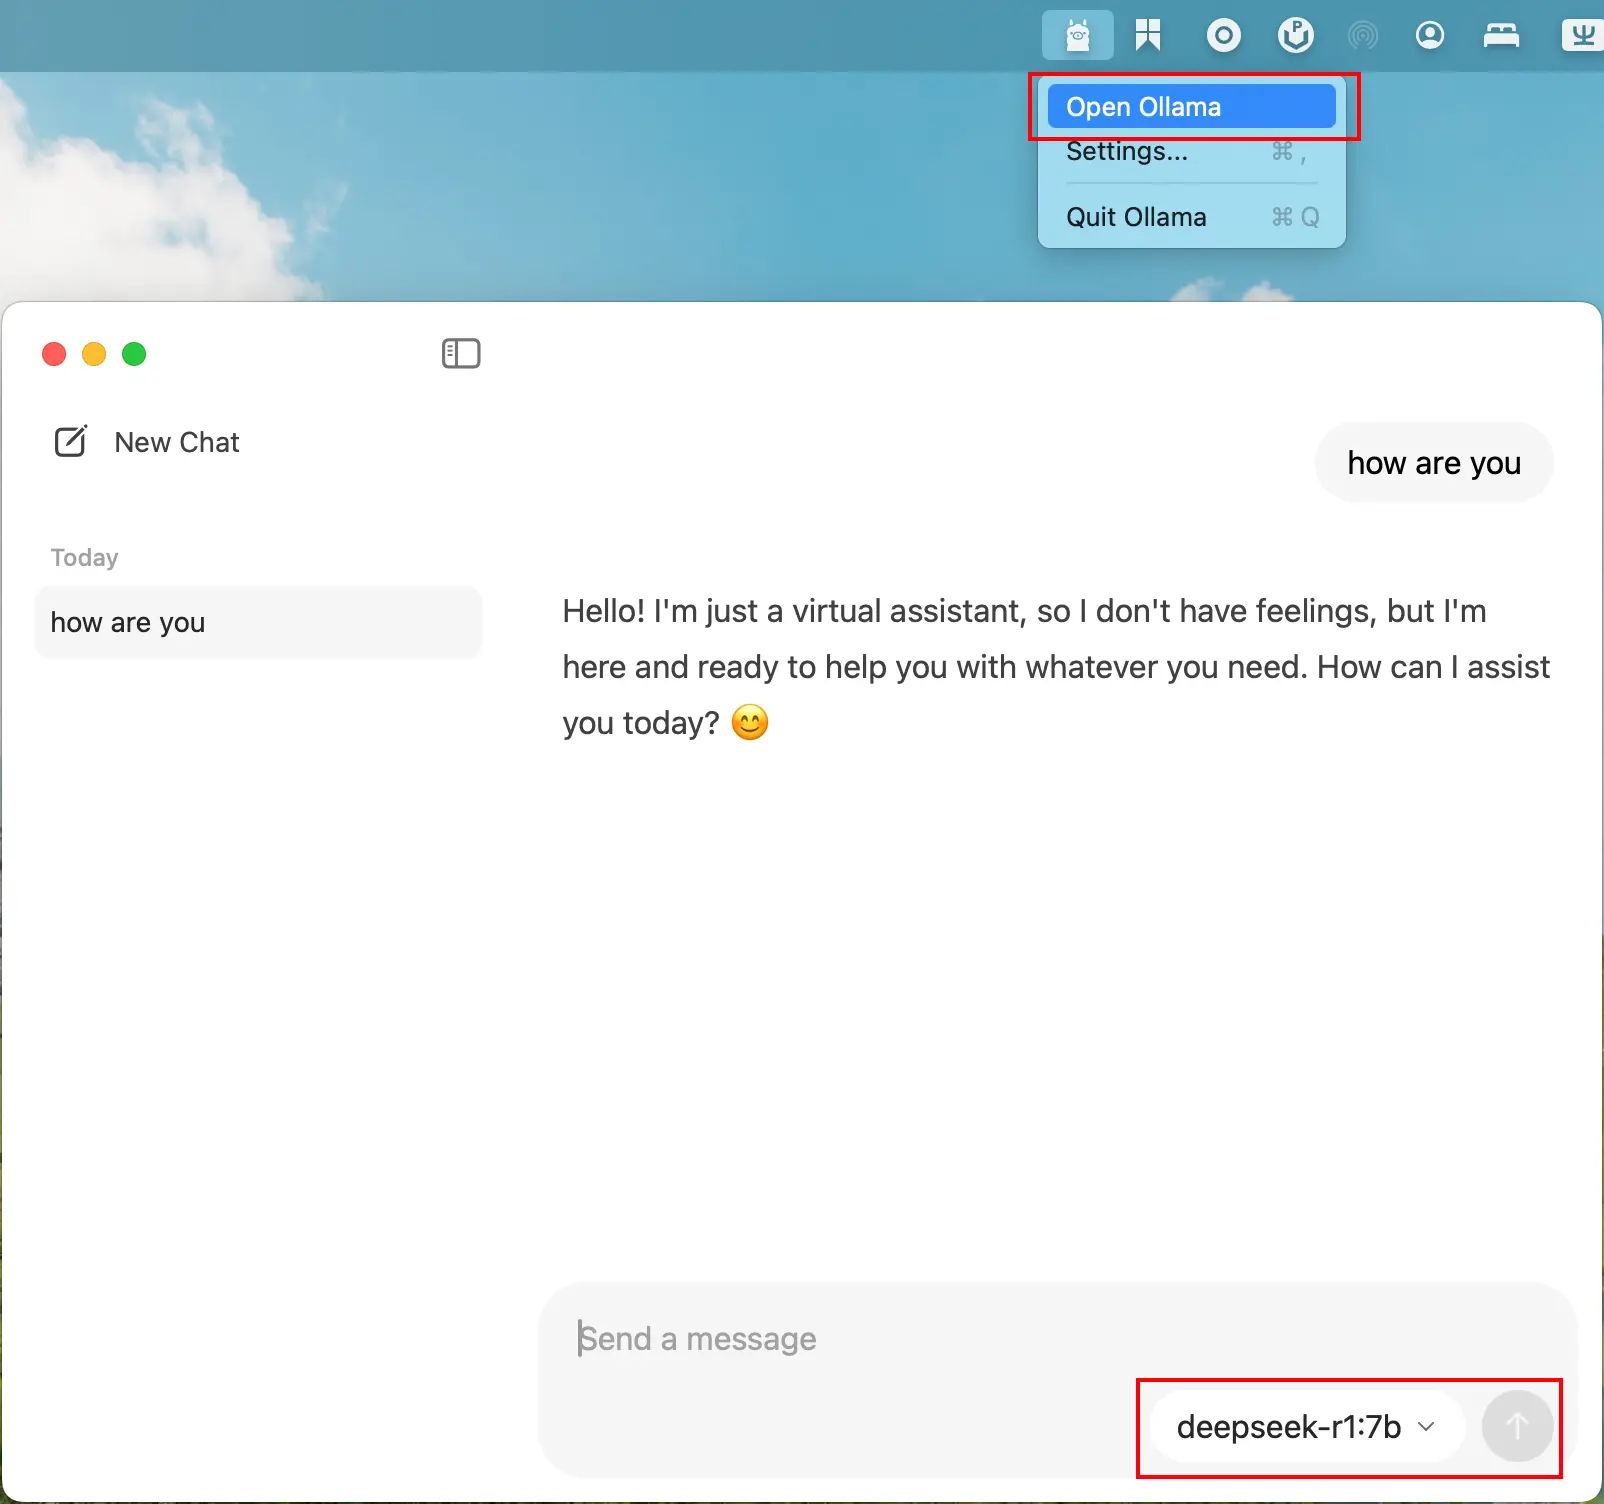 Open Ollama
Settings... ⌘ ,
Quit Ollama ⌘ Q
New Chat
how are you
Today
how are you
Hello! I'm just a virtual assistant, so I don't have feelings, but I'm
here and ready to help you with whatever you need. How can I assist
you today? 😊
Send a message
deepseek-r1:7b